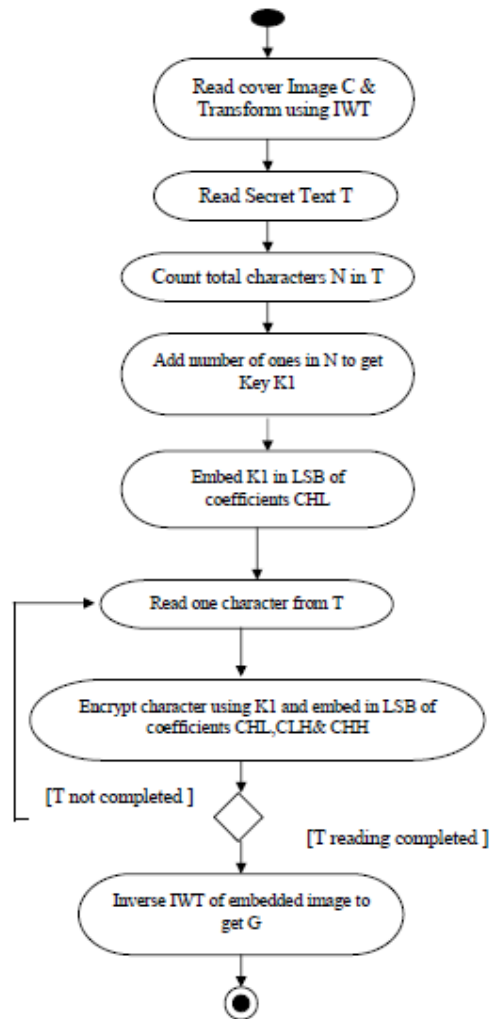 Read cover Image C &
Transform using IWT
Read Secret Text T
Count total characters N in T
Add number of ones in N to get
Key K1
Embed K1 in LSB of
coefficients CHL
Read one character from T
Encrypt character using K1 and embed in LSB of
coefficients CHL,CLH& CHH
[T not completed ]
[T reading completed ]
Inverse IWT of embedded image to
get G